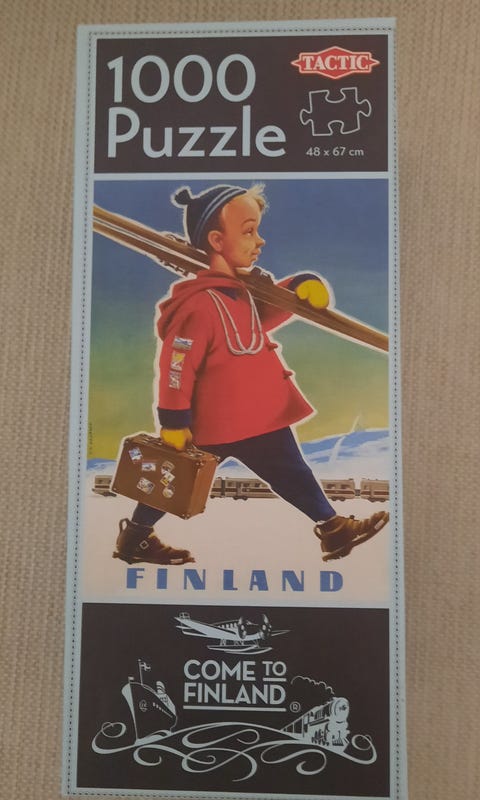 1000
Puzzle
TACTIC
48 x 67 cm
FINLAND
COME TO
FINLAND®